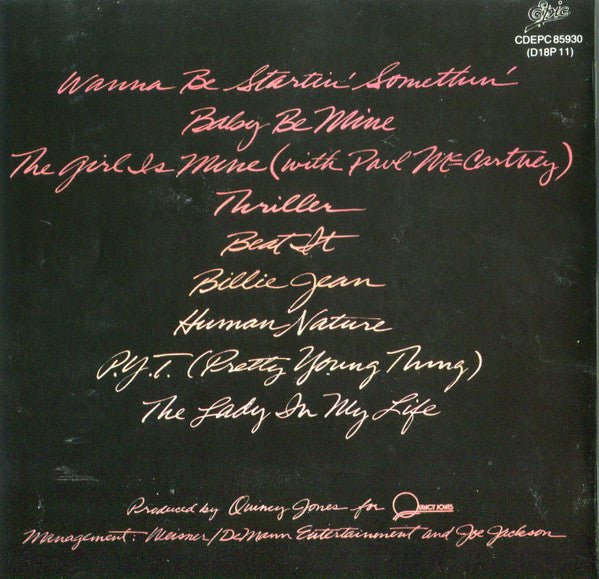 Epic
CDEPC 85930
(D18P 11)
Wanna Be Startin' Somethin'
Baby Be Mine
The Girl Is Mine (with Paul McCartney)
Thriller
Beat It
Billie Jean
Human Nature
P.Y.T. (Pretty Young Thing)
The Lady In My Life
Produced by Quincy Jones for QUINCY JONES
Management: Weisner/DeMann Entertainment and Joe Jackson